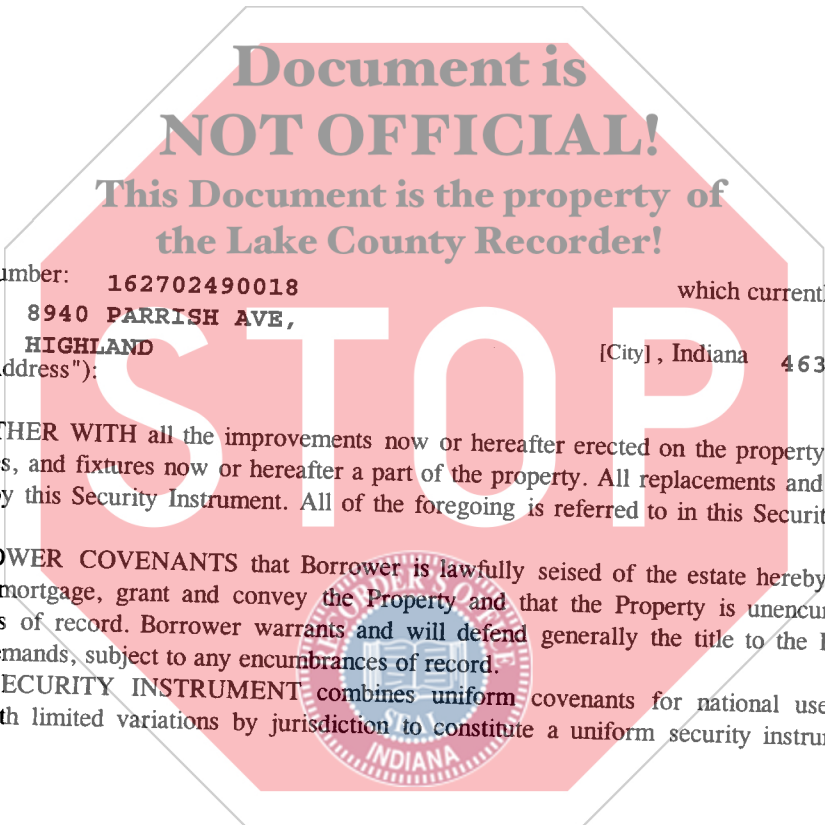 Document is
NOT OFFICIAL!
This Document is the property of
the Lake County Recorder!
STOP
umber: 162702490018 which currentl
8940 PARRISH AVE,
HIGHLAND [City] , Indiana 463
ddress"):
THER WITH all the improvements now or hereafter erected on the property
s, and fixtures now or hereafter a part of the property. All replacements and
y this Security Instrument. All of the foregoing is referred to in this Securit
OWER COVENANTS that Borrower is lawfully seised of the estate hereby
mortgage, grant and convey the Property and that the Property is unencu
s of record. Borrower warrants and will defend generally the title to the
emands, subject to any encumbrances of record.
ECURITY INSTRUMENT combines uniform covenants for national use
th limited variations by jurisdiction to constitute a uniform security instru
RDER'S OFFICE
SEAL
INDIANA